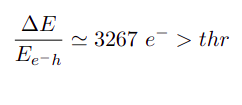 ΔE / E_{e−h} ≃ 3267 e⁻ > thr